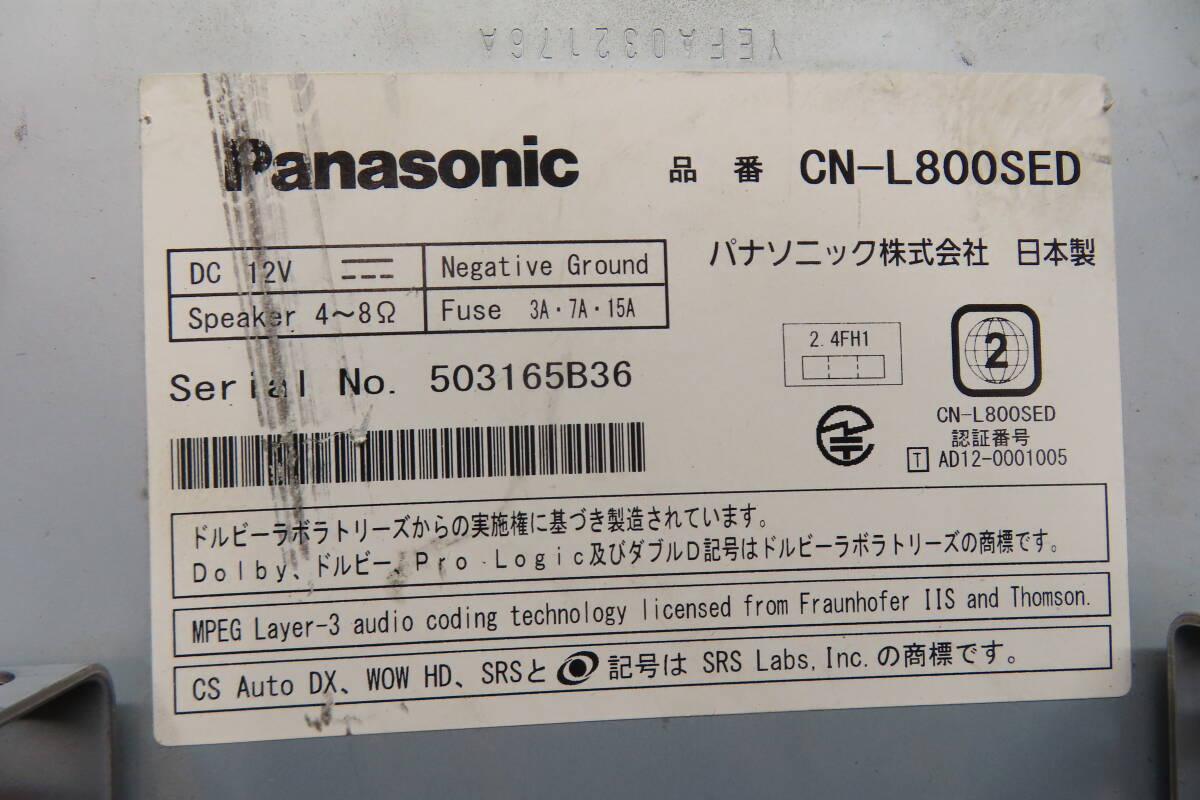 YEFA032176A
Panasonic 品番 CN-L800SED
パナソニック株式会社 日本製
DC 12V Negative Ground
Speaker 4～8Ω Fuse 3A・7A・15A
Serial No. 503165B36
2.4FH1
2
CN-L800SED
認証番号
T AD12-0001005
ドルビーラボラトリーズからの実施権に基づき製造されています。
Dolby、ドルビー、Pro Logic及びダブルD記号はドルビーラボラトリーズの商標です。
MPEG Layer-3 audio coding technology licensed from Fraunhofer IIS and Thomson.
CS Auto DX、WOW HD、SRSと 記号は SRS Labs,Inc.の商標です。